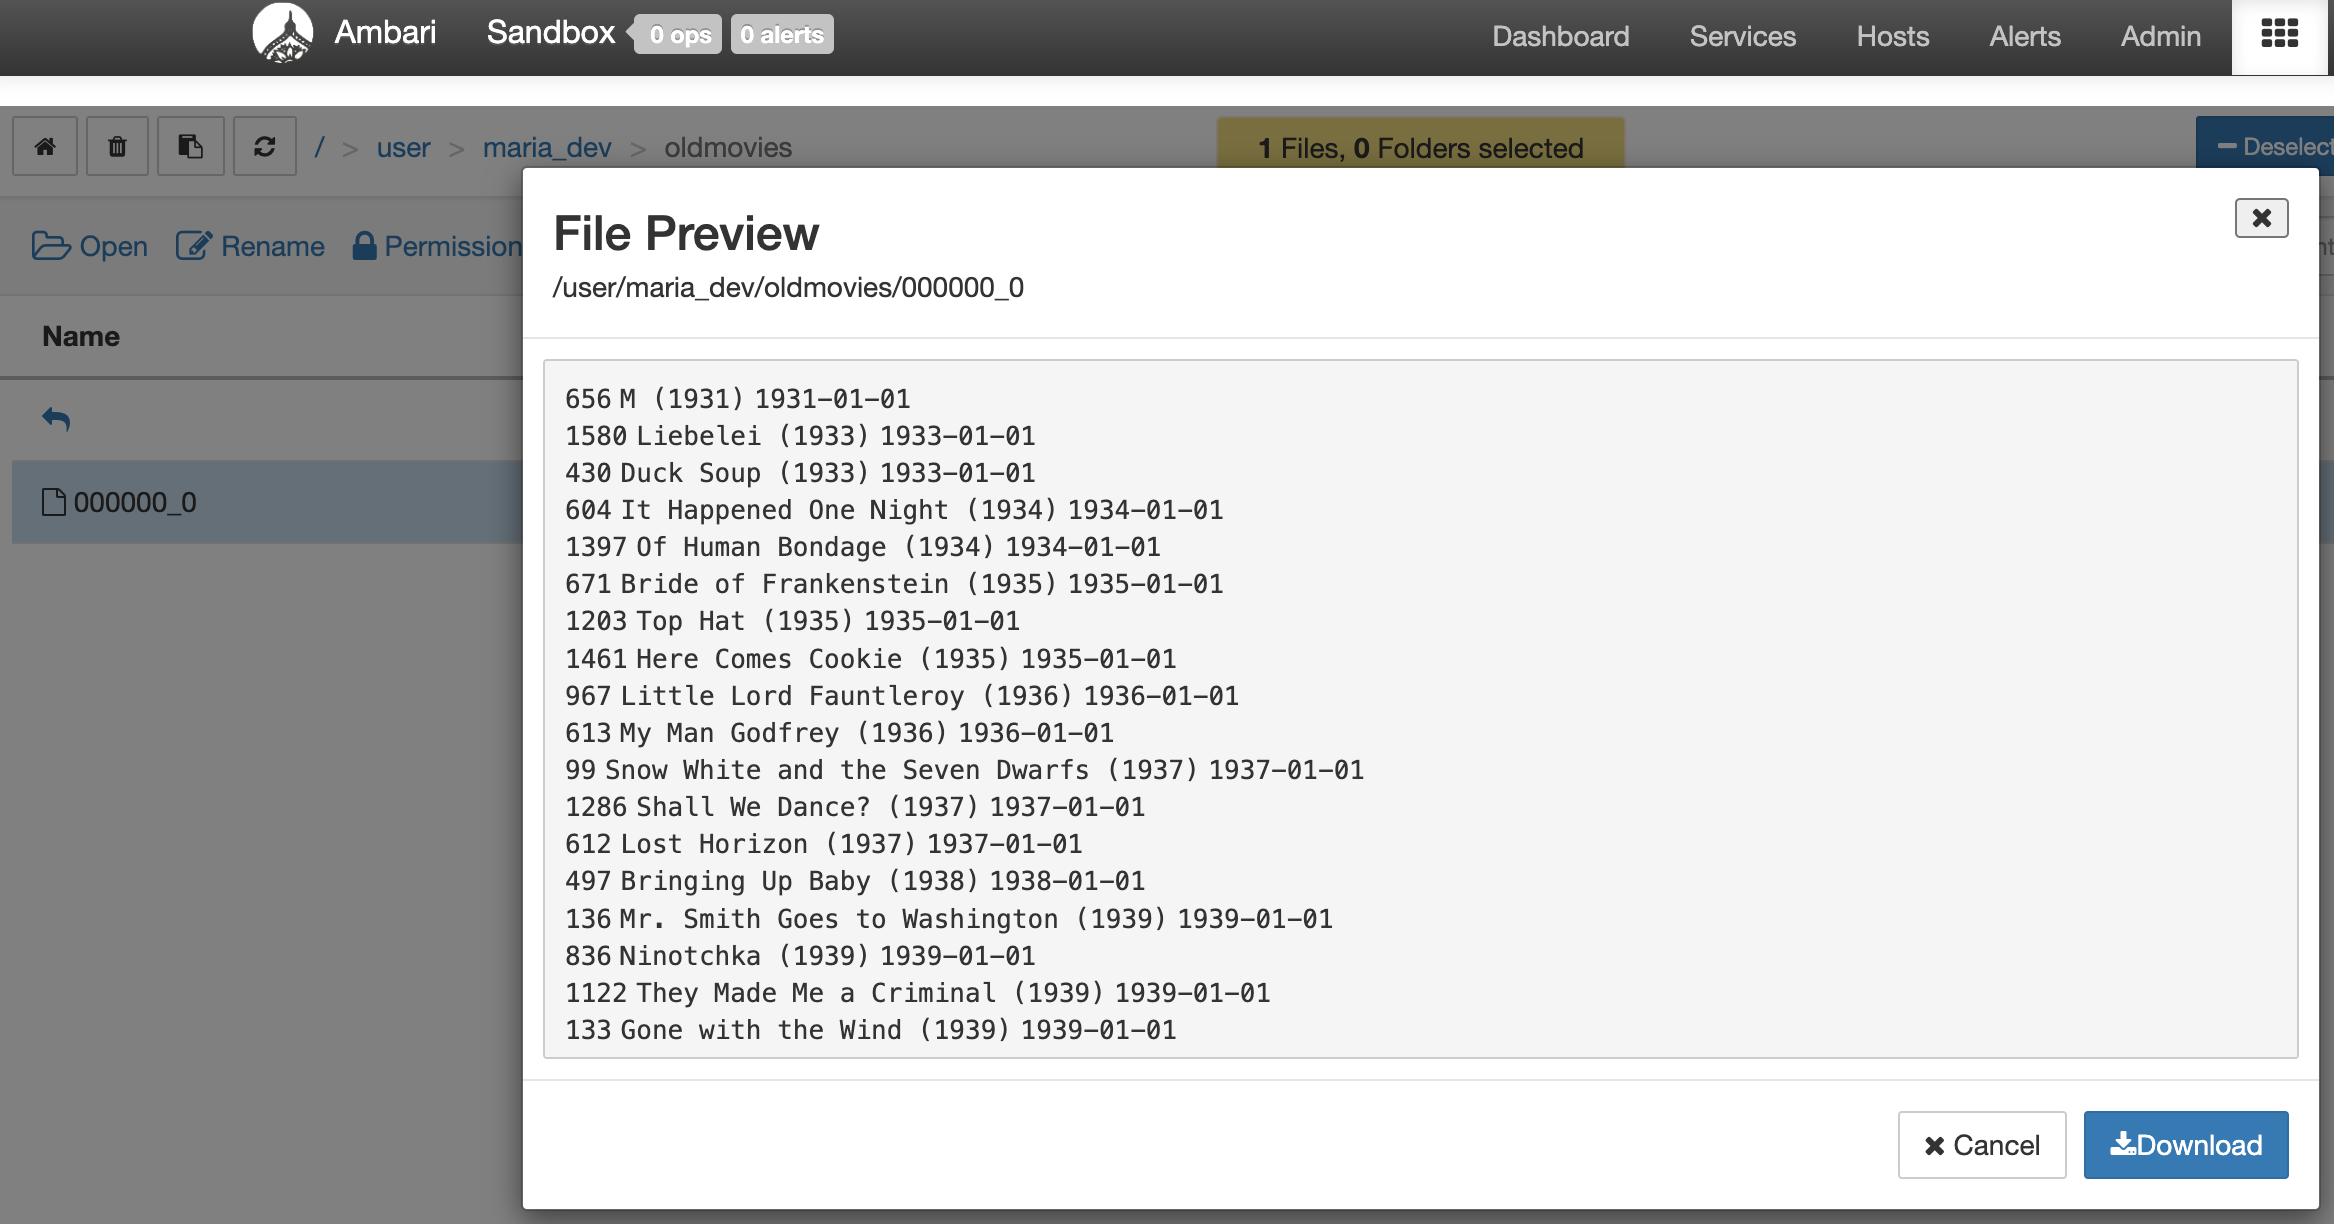 Ambari Sandbox 0 ops 0 alerts Dashboard Services Hosts Alerts Admin
/ > user > maria_dev > oldmovies 1 Files, 0 Folders selected Deselect
Open Rename Permission
File Preview
/user/maria_dev/oldmovies/000000_0
Name
000000_0
656 M (1931) 1931-01-01
1580 Liebelei (1933) 1933-01-01
430 Duck Soup (1933) 1933-01-01
604 It Happened One Night (1934) 1934-01-01
1397 Of Human Bondage (1934) 1934-01-01
671 Bride of Frankenstein (1935) 1935-01-01
1203 Top Hat (1935) 1935-01-01
1461 Here Comes Cookie (1935) 1935-01-01
967 Little Lord Fauntleroy (1936) 1936-01-01
613 My Man Godfrey (1936) 1936-01-01
99 Snow White and the Seven Dwarfs (1937) 1937-01-01
1286 Shall We Dance? (1937) 1937-01-01
612 Lost Horizon (1937) 1937-01-01
497 Bringing Up Baby (1938) 1938-01-01
136 Mr. Smith Goes to Washington (1939) 1939-01-01
836 Ninotchka (1939) 1939-01-01
1122 They Made Me a Criminal (1939) 1939-01-01
133 Gone with the Wind (1939) 1939-01-01
Cancel Download